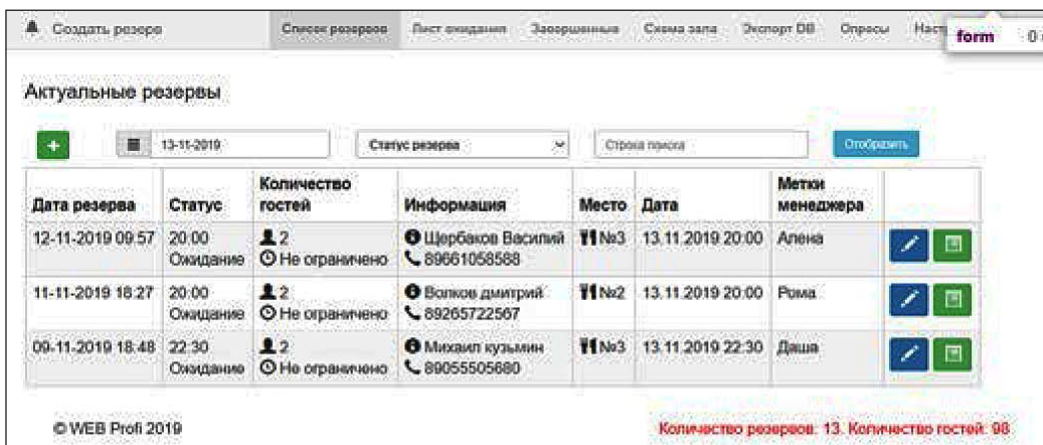 Создать резерв Список резервов Лист ожидания Завершенные Схема зала Экспорт DB Опросы Наст
form 0
Актуальные резервы
+ 13-11-2019 Статус резерва Строка поиска Отобразить
Дата резерва Статус Количество гостей Информация Место Дата Метки менеджера
12-11-2019 09:57 20:00 2 Щербаков Василий №3 13.11.2019 20:00 Алена
Ожидание Не ограничено 89661058588
11-11-2019 18:27 20:00 2 Волков дмитрий №2 13.11.2019 20:00 Рома
Ожидание Не ограничено 89265722567
09-11-2019 18:48 22:30 2 Михаил кузьмин №3 13.11.2019 22:30 Даша
Ожидание Не ограничено 89055505680
© WEB Profi 2019 Количество резервов: 13. Количество гостей: 98